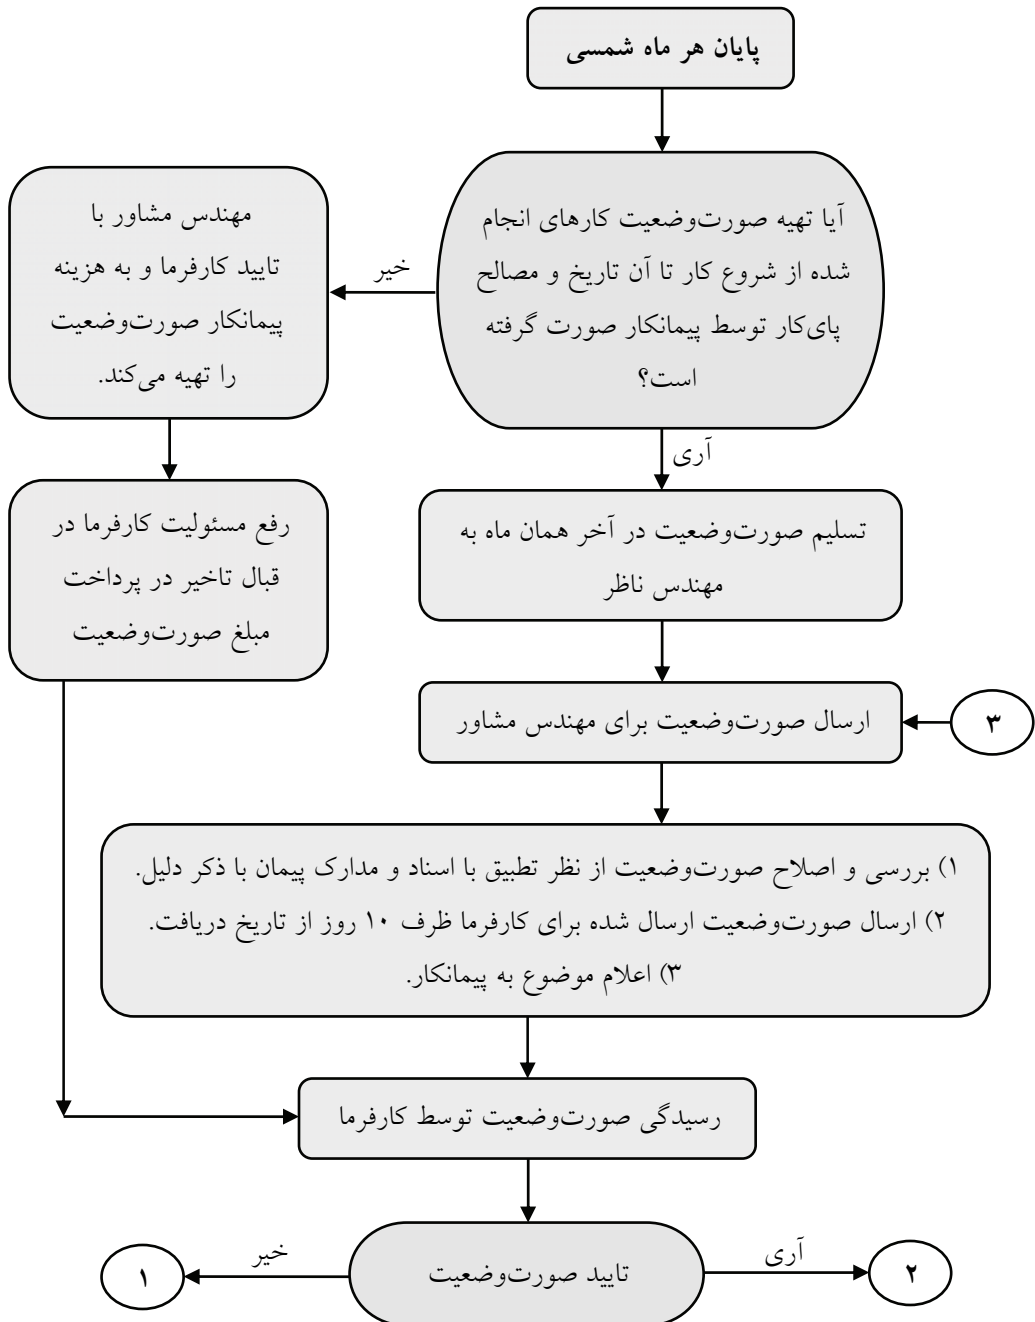 پایان هر ماه شمسی
آیا تهیه صورت‌وضعیت کارهای انجام
شده از شروع کار تا آن تاریخ و مصالح
پای‌کار توسط پیمانکار صورت گرفته
است؟
خیر
مهندس مشاور با
تایید کارفرما و به هزینه
پیمانکار صورت‌وضعیت
را تهیه می‌کند.
رفع مسئولیت کارفرما در
قبال تاخیر در پرداخت
مبلغ صورت‌وضعیت
آری
تسلیم صورت‌وضعیت در آخر همان ماه به
مهندس ناظر
ارسال صورت‌وضعیت برای مهندس مشاور
۳
۱) بررسی و اصلاح صورت‌وضعیت از نظر تطبیق با اسناد و مدارک پیمان با ذکر دلیل.
۲) ارسال صورت‌وضعیت ارسال شده برای کارفرما ظرف ۱۰ روز از تاریخ دریافت.
۳) اعلام موضوع به پیمانکار.
رسیدگی صورت‌وضعیت توسط کارفرما
تایید صورت‌وضعیت
آری
۲
خیر
۱